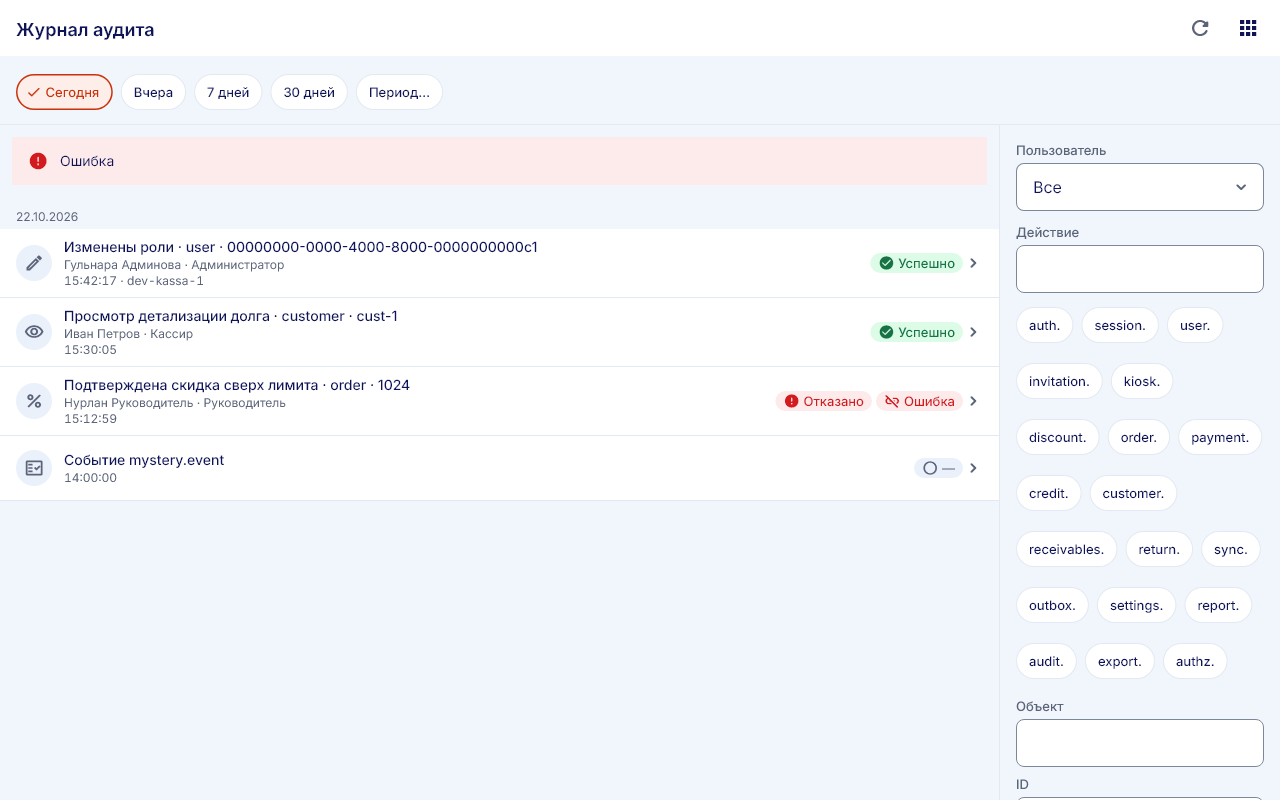 Журнал аудита
Сегодня
Вчера
7 дней
30 дней
Период...
Ошибка
22.10.2026
Изменены роли · user · 00000000-0000-4000-8000-0000000000c1
Гульнара Админова · Администратор
15:42:17 · dev-kassa-1
Успешно
Просмотр детализации долга · customer · cust-1
Иван Петров · Кассир
15:30:05
Успешно
Подтверждена скидка сверх лимита · order · 1024
Нурлан Руководитель · Руководитель
15:12:59
Отказано
Ошибка
Событие mystery.event
14:00:00
—
Пользователь
Все
Действие
auth. session. user.
invitation. kiosk.
discount. order. payment.
credit. customer.
receivables. return. sync.
outbox. settings. report.
audit. export. authz.
Объект
ID